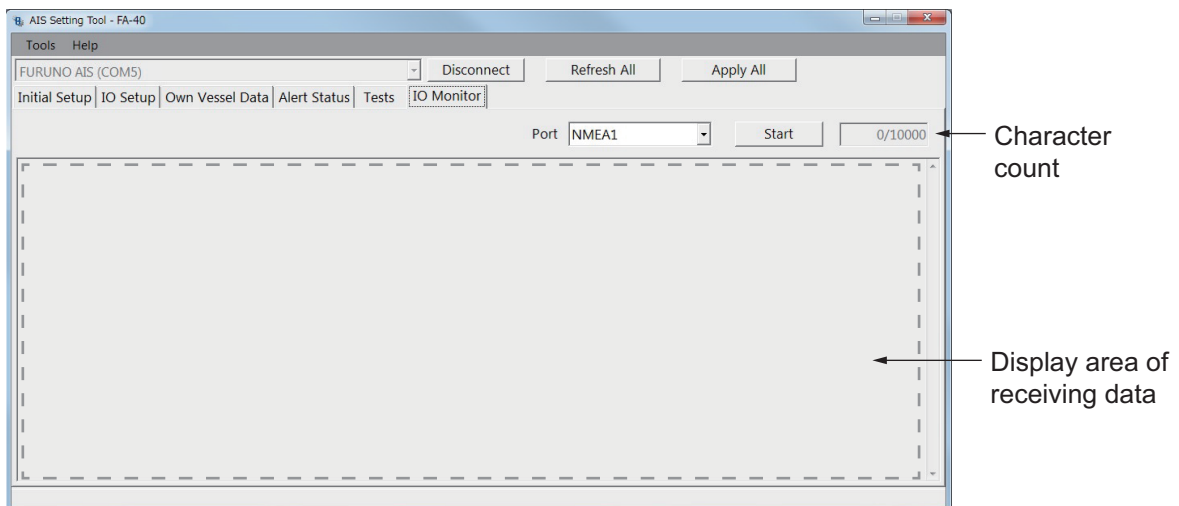 AIS Setting Tool - FA-40
Tools Help
FURUNO AIS (COM5) Disconnect Refresh All Apply All
Initial Setup IO Setup Own Vessel Data Alert Status Tests IO Monitor
Port NMEA1 Start 0/10000
Character
count
Display area of
receiving data